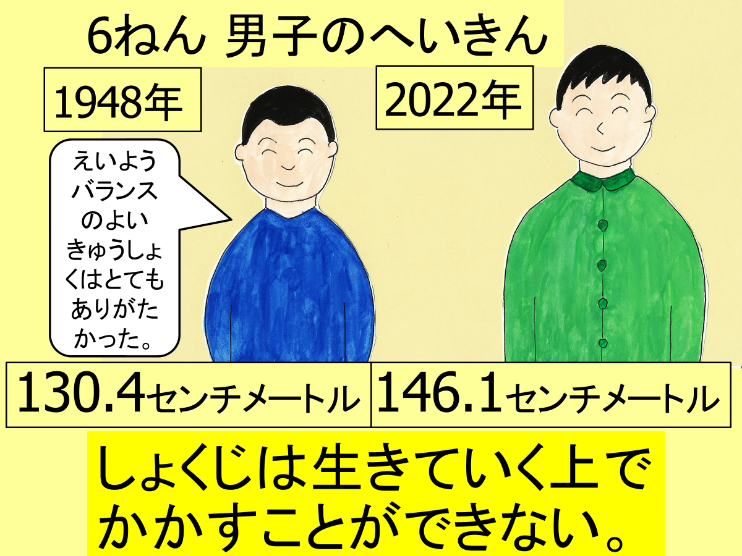 6ねん 男子のへいきん
1948年
2022年
えいよう
バランス
のよい
きゅうしょ
くはとても
ありがた
かった。
130.4センチメートル
146.1センチメートル
しょくじは生きていく上で
かかすことができない。